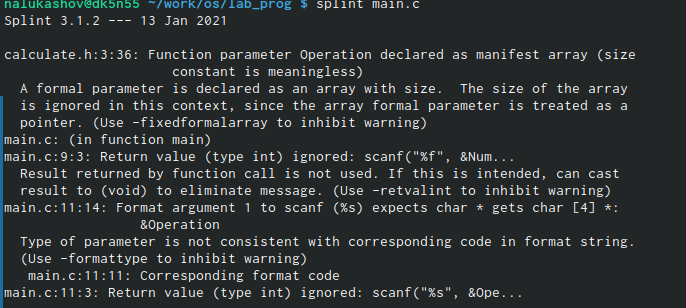 nalukashov@dk5n55 ~/work/os/lab_prog $ splint main.c
Splint 3.1.2 --- 13 Jan 2021
calculate.h:3:36: Function parameter Operation declared as manifest array (size
constant is meaningless)
A formal parameter is declared as an array with size.  The size of the array
is ignored in this context, since the array formal parameter is treated as a
pointer. (Use -fixedformalarray to inhibit warning)
main.c: (in function main)
main.c:9:3: Return value (type int) ignored: scanf("%f", &Num...
Result returned by function call is not used. If this is intended, can cast
result to (void) to eliminate message. (Use -retvalint to inhibit warning)
main.c:11:14: Format argument 1 to scanf (%s) expects char * gets char [4] *:
&Operation
Type of parameter is not consistent with corresponding code in format string.
(Use -formattype to inhibit warning)
main.c:11:11: Corresponding format code
main.c:11:3: Return value (type int) ignored: scanf("%s", &Ope...